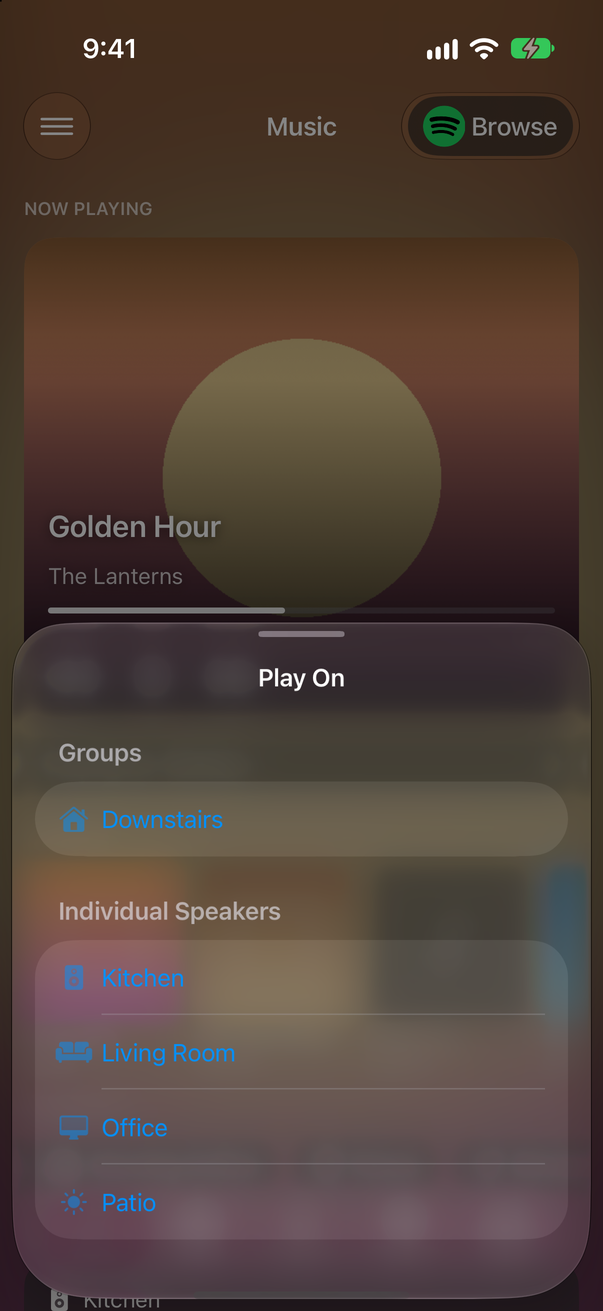 9:41
Music
Browse
NOW PLAYING
Golden Hour
The Lanterns
Play On
Groups
Downstairs
Individual Speakers
Kitchen
Living Room
Office
Patio
Kitchen